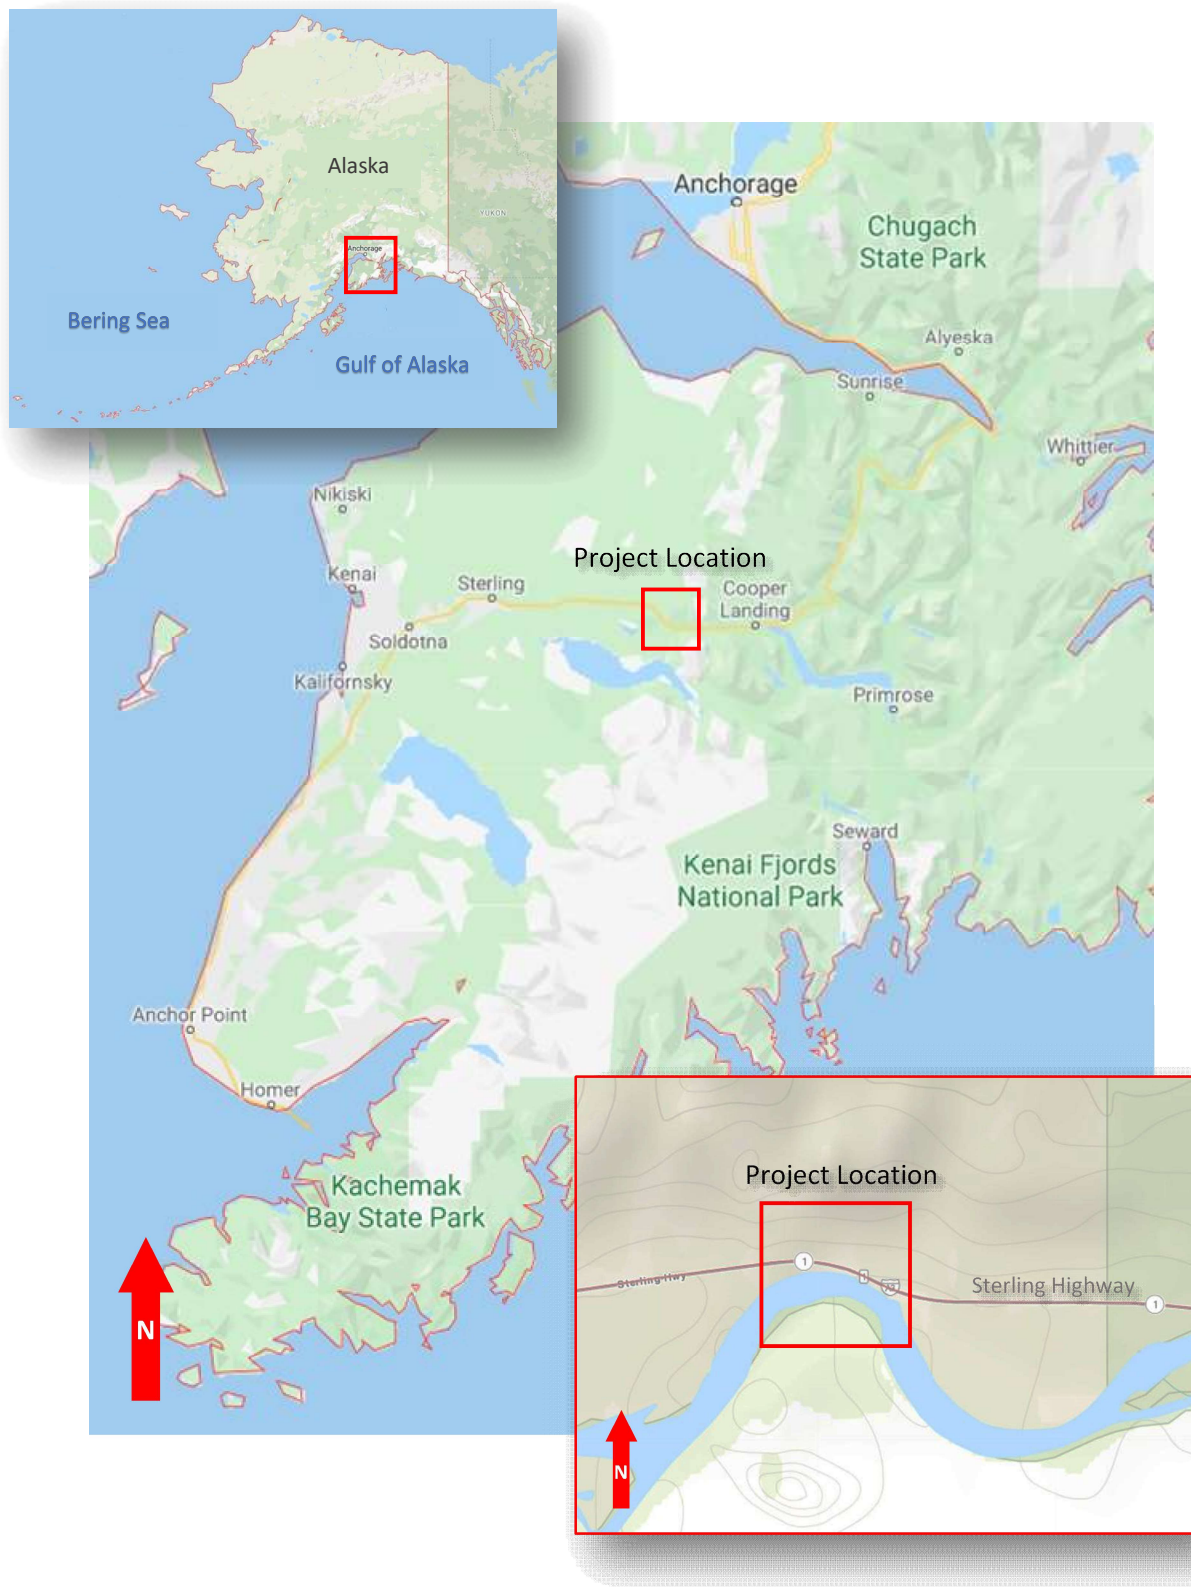 Alaska
YUKON
Anchorage
Bering Sea
Gulf of Alaska
Anchorage
Chugach
State Park
Alyeska
Sunrise
Whittier
Nikiski
Project Location
Kenai
Sterling
Cooper
Landing
Soldotna
Kalifornsky
Primrose
Seward
Kenai Fjords
National Park
Anchor Point
Homer
Kachemak
Bay State Park
N
Project Location
1
Sterling Hwy
Sterling Highway
1
N